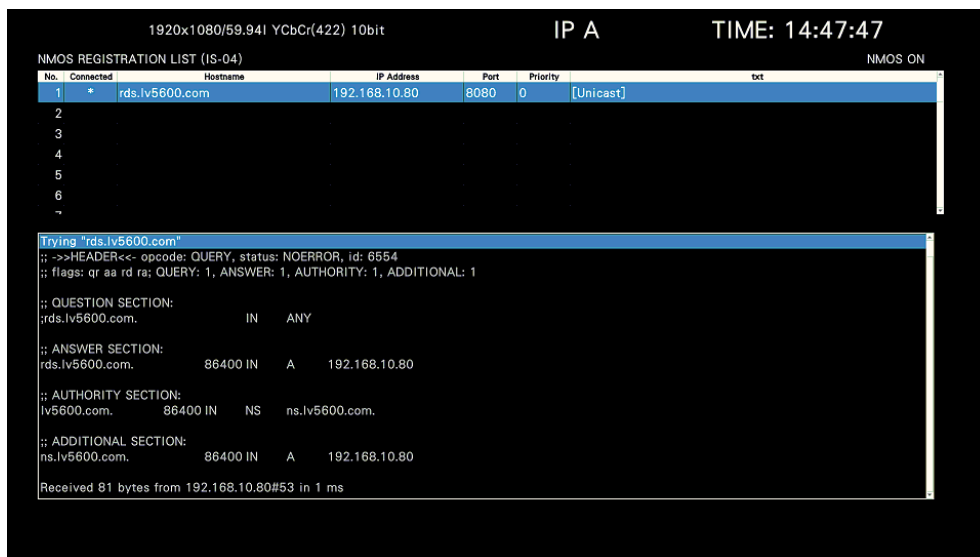 1920x1080/59.94I YCbCr(422) 10bit IP A TIME: 14:47:47
NMOS REGISTRATION LIST (IS-04) NMOS ON
No. Connected Hostname IP Address Port Priority txt
1 * rds.lv5600.com 192.168.10.80 8080 0 [Unicast]
2
3
4
5
6
Trying "rds.lv5600.com"
;; ->>HEADER<<- opcode: QUERY, status: NOERROR, id: 6554
;; flags: qr aa rd ra; QUERY: 1, ANSWER: 1, AUTHORITY: 1, ADDITIONAL: 1
;; QUESTION SECTION:
;rds.lv5600.com. IN ANY
;; ANSWER SECTION:
rds.lv5600.com. 86400 IN A 192.168.10.80
;; AUTHORITY SECTION:
lv5600.com. 86400 IN NS ns.lv5600.com.
;; ADDITIONAL SECTION:
ns.lv5600.com. 86400 IN A 192.168.10.80
Received 81 bytes from 192.168.10.80#53 in 1 ms